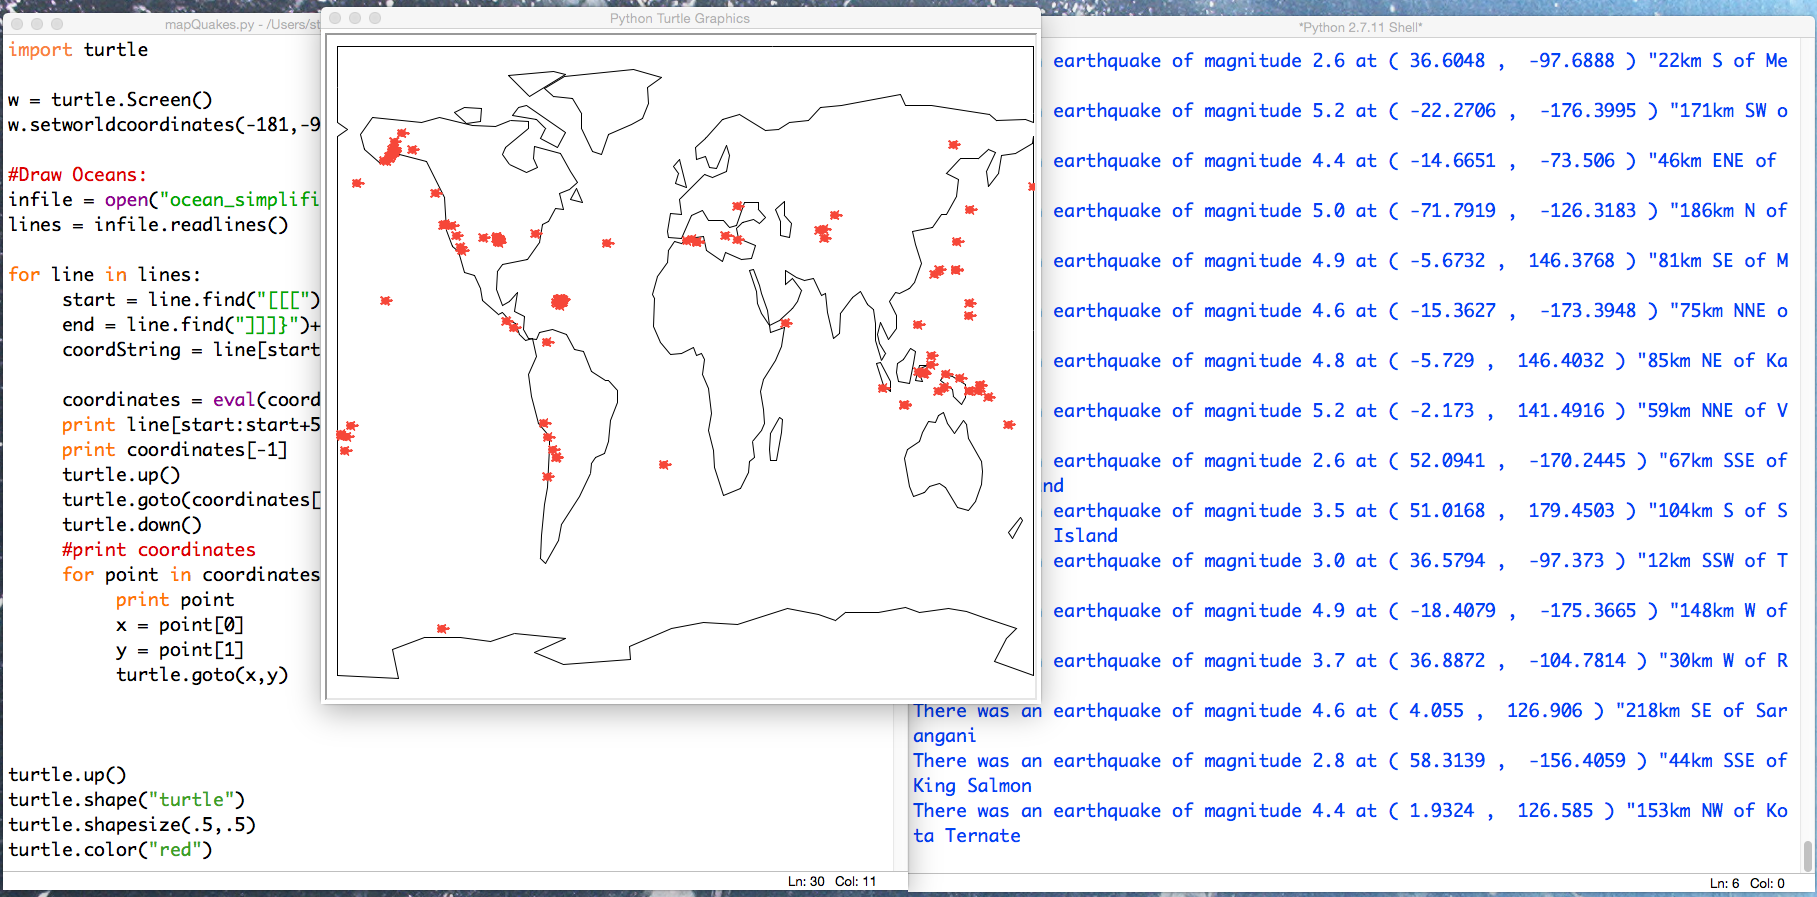 mapQuakes.py - /Users/st
import turtle
w = turtle.Screen()
w.setworldcoordinates(-181,-9
#Draw Oceans:
infile = open("ocean_simplifi
lines = infile.readlines()
for line in lines:
start = line.find("[[[")
end = line.find("]]]}")+
coordString = line[start
coordinates = eval(coord
print line[start:start+5
print coordinates[-1]
turtle.up()
turtle.goto(coordinates[
turtle.down()
#print coordinates
for point in coordinates
print point
x = point[0]
y = point[1]
turtle.goto(x,y)
turtle.up()
turtle.shape("turtle")
turtle.shapesize(.5,.5)
turtle.color("red")
Ln: 30 Col: 11
Python Turtle Graphics
*Python 2.7.11 Shell*
earthquake of magnitude 2.6 at ( 36.6048 , -97.6888 ) "22km S of Me
earthquake of magnitude 5.2 at ( -22.2706 , -176.3995 ) "171km SW o
earthquake of magnitude 4.4 at ( -14.6651 , -73.506 ) "46km ENE of
earthquake of magnitude 5.0 at ( -71.7919 , -126.3183 ) "186km N of
earthquake of magnitude 4.9 at ( -5.6732 , 146.3768 ) "81km SE of M
earthquake of magnitude 4.6 at ( -15.3627 , -173.3948 ) "75km NNE o
earthquake of magnitude 4.8 at ( -5.729 , 146.4032 ) "85km NE of Ka
earthquake of magnitude 5.2 at ( -2.173 , 141.4916 ) "59km NNE of V
earthquake of magnitude 2.6 at ( 52.0941 , -170.2445 ) "67km SSE of
nd
earthquake of magnitude 3.5 at ( 51.0168 , 179.4503 ) "104km S of S
Island
earthquake of magnitude 3.0 at ( 36.5794 , -97.373 ) "12km SSW of T
earthquake of magnitude 4.9 at ( -18.4079 , -175.3665 ) "148km W of
earthquake of magnitude 3.7 at ( 36.8872 , -104.7814 ) "30km W of R
There was an earthquake of magnitude 4.6 at ( 4.055 , 126.906 ) "218km SE of Sar
angani
There was an earthquake of magnitude 2.8 at ( 58.3139 , -156.4059 ) "44km SSE of
King Salmon
There was an earthquake of magnitude 4.4 at ( 1.9324 , 126.585 ) "153km NW of Ko
ta Ternate
Ln: 6 Col: 0